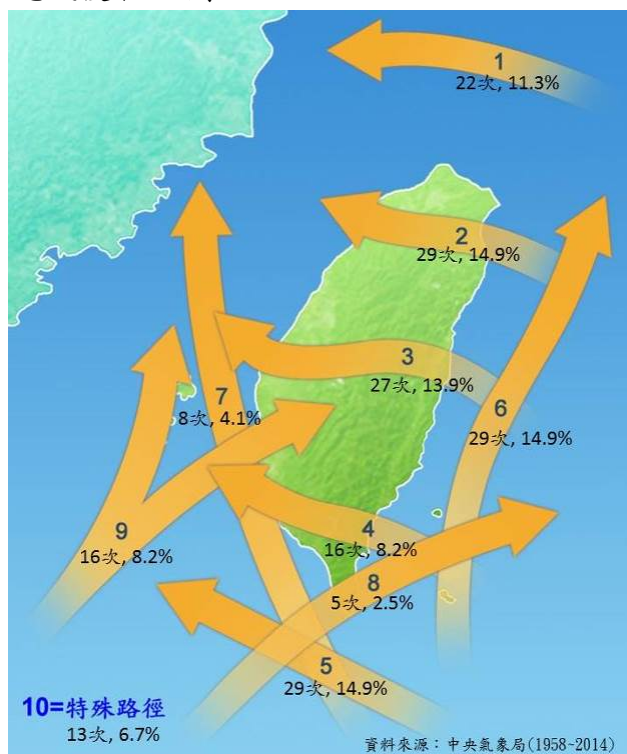 1
22次, 11.3%
2
29次, 14.9%
3
27次, 13.9%
7
8次, 4.1%
6
29次, 14.9%
9
16次, 8.2%
4
16次, 8.2%
8
5次, 2.5%
5
29次, 14.9%
10=特殊路徑
13次, 6.7%
資料來源：中央氣象局(1958~2014)